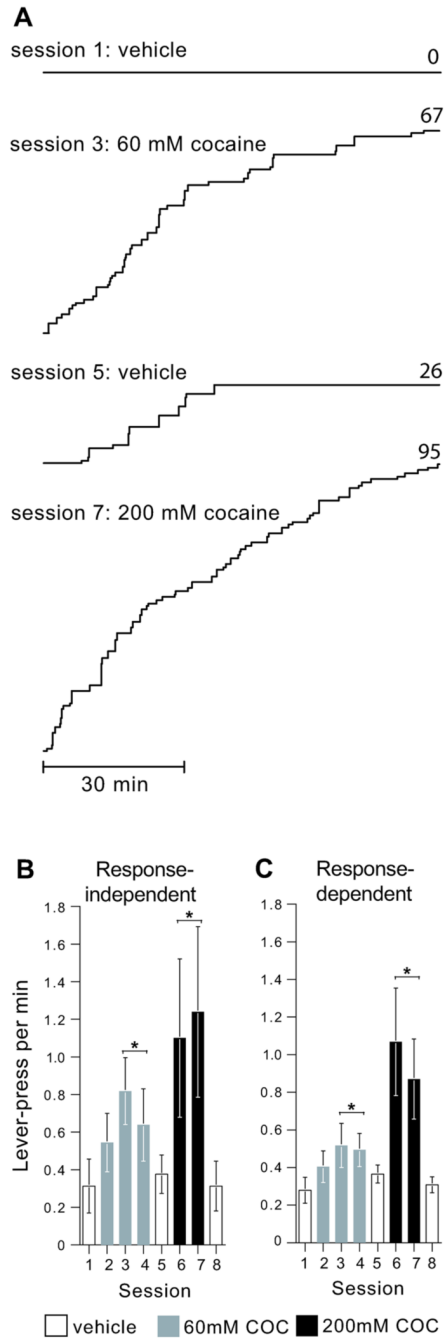 A
session 1: vehicle
0
67
session 3: 60 mM cocaine
session 5: vehicle
26
95
session 7: 200 mM cocaine
30 min
B
Response-
independent
C
Response-
dependent
Lever-press per min
1.8
1.6
1.4
1.2
1.0
0.8
0.6
0.4
0.2
0
*
*
1 2 3 4 5 6 7 8
Session
1.8
1.6
1.4
1.2
1.0
0.8
0.6
0.4
0.2
0
*
*
1 2 3 4 5 6 7 8
Session
vehicle
60mM COC
200mM COC